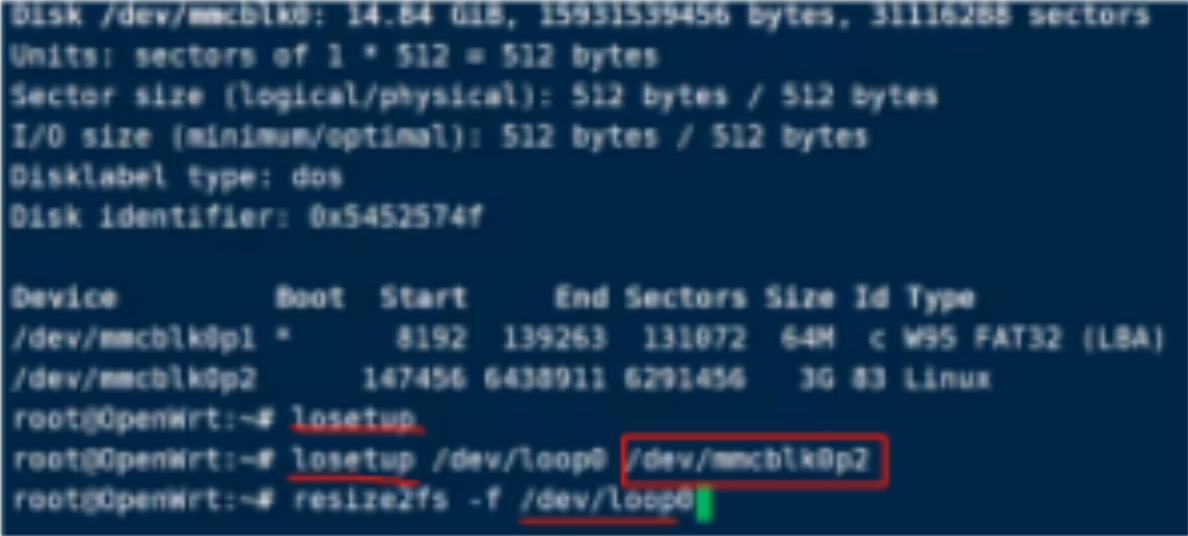 Disk /dev/mmcblk0: 14.84 GiB, 15931539456 bytes, 31116288 sectors
Units: sectors of 1 * 512 = 512 bytes
Sector size (logical/physical): 512 bytes / 512 bytes
I/O size (minimum/optimal): 512 bytes / 512 bytes
Disklabel type: dos
Disk identifier: 0x5452574f
Device Boot Start End Sectors Size Id Type
/dev/mmcblk0p1 * 8192 139263 131072 64M c W95 FAT32 (LBA)
/dev/mmcblk0p2 147456 6438911 6291456 3G 83 Linux
root@OpenWrt:~# losetup
root@OpenWrt:~# losetup /dev/loop0 /dev/mmcblk0p2
root@OpenWrt:~# resize2fs -f /dev/loop0